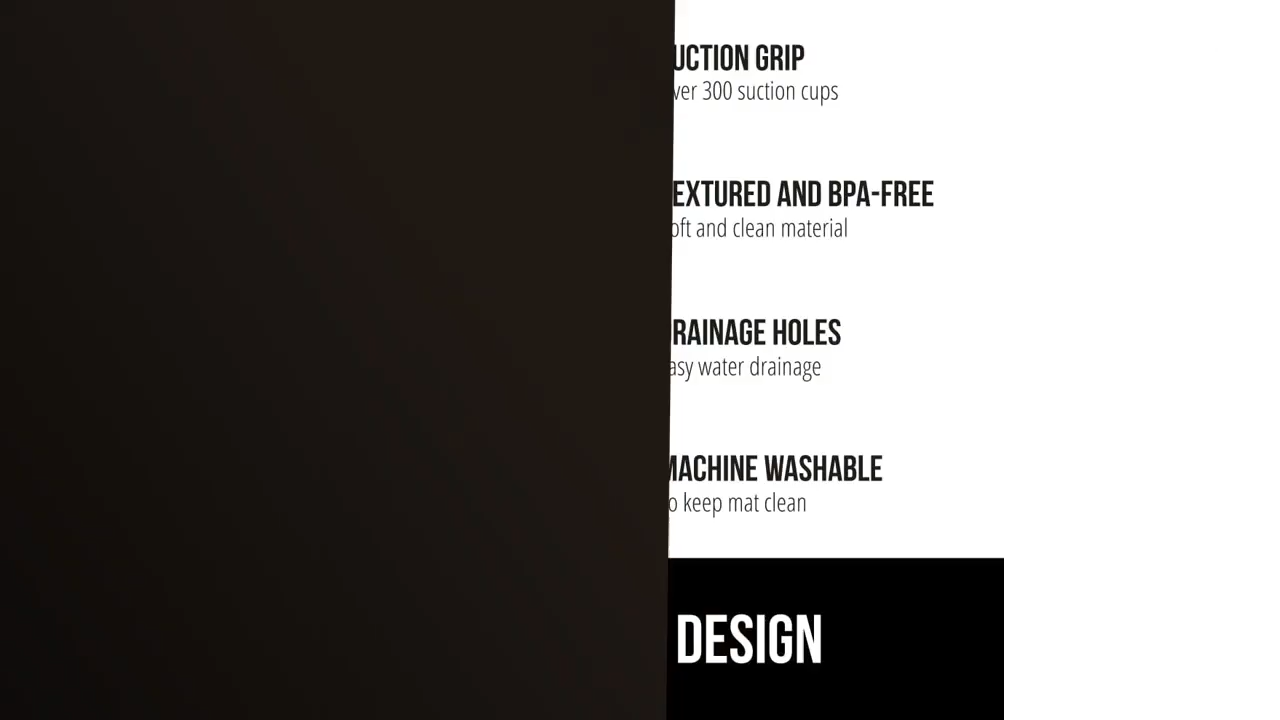 UCTION GRIP
ver 300 suction cups
EXTURED AND BPA-FREE
oft and clean material
RAINAGE HOLES
asy water drainage
MACHINE WASHABLE
o keep mat clean
DESIGN